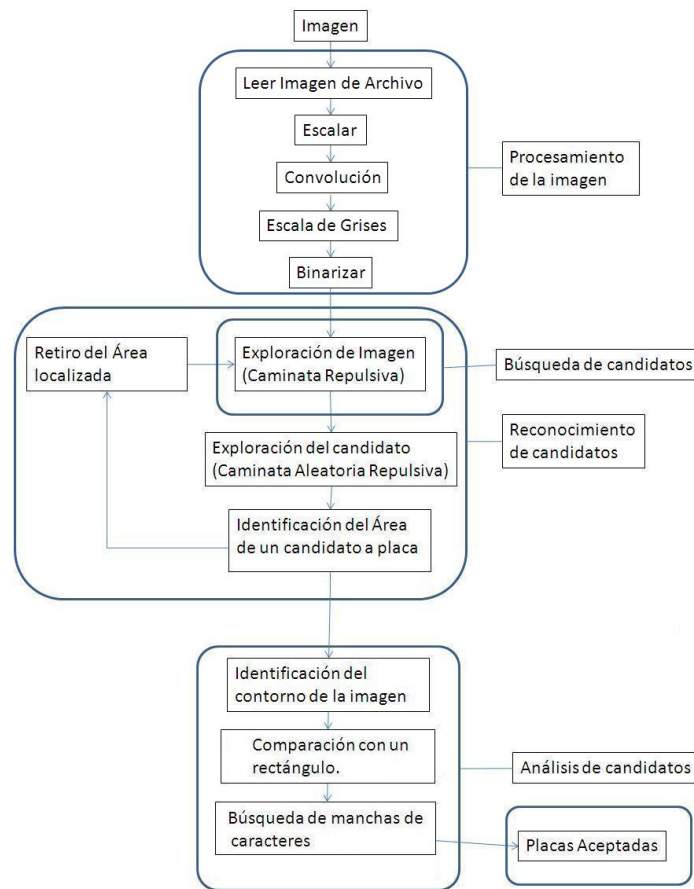 Imagen
Leer Imagen de Archivo
Escalar
Convolución
Procesamiento
de la imagen
Escala de Grises
Binarizar
Retiro del Área
localizada
Exploración de Imagen
(Caminata Repulsiva)
Búsqueda de candidatos
Exploración del candidato
(Caminata Aleatoria Repulsiva)
Reconocimiento
de candidatos
Identificación del Área
de un candidato a placa
Identificación del
contorno de la imagen
Comparación con un
rectángulo.
Análisis de candidatos
Búsqueda de manchas de
caracteres
Placas Aceptadas